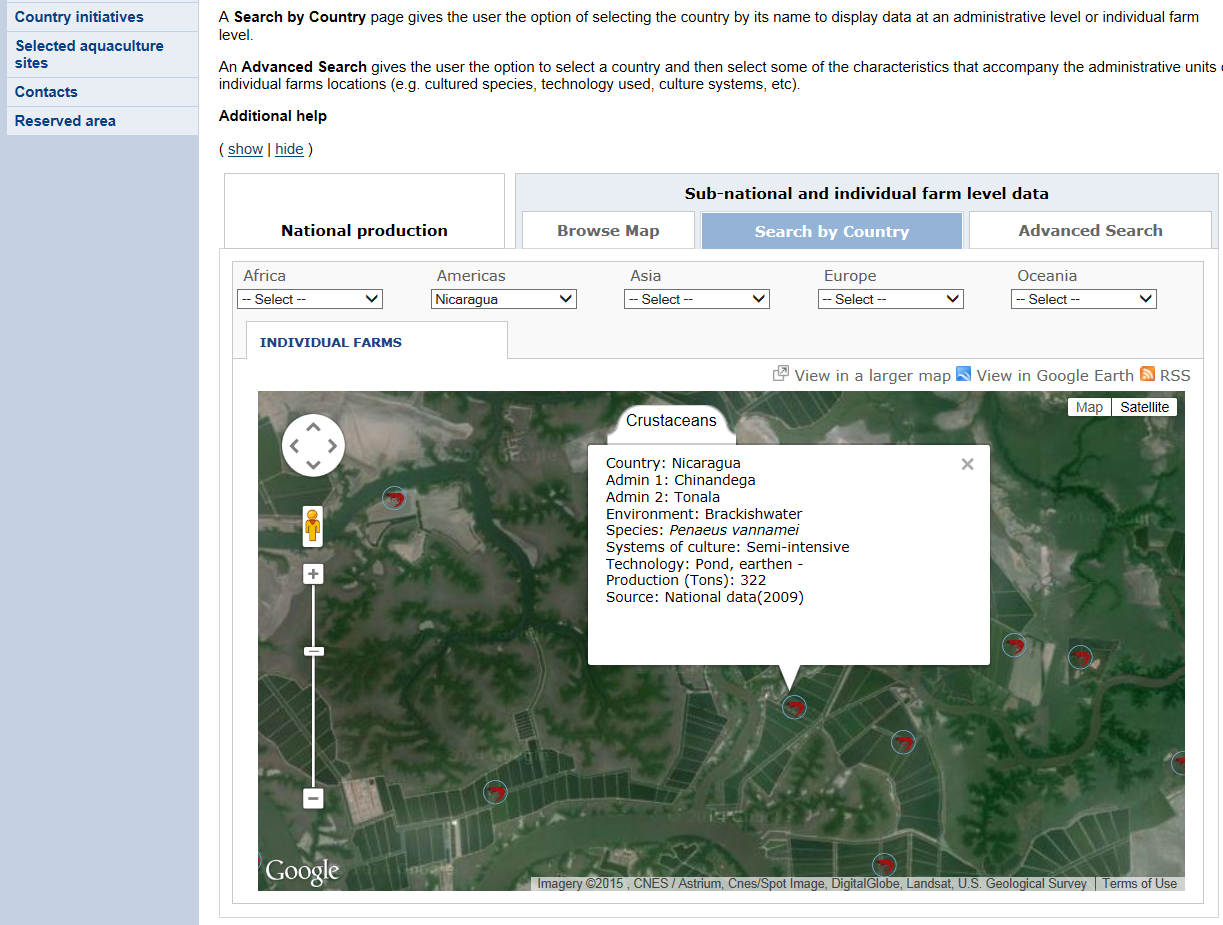 Country initiatives
Selected aquaculture
sites
Contacts
Reserved area
A Search by Country page gives the user the option of selecting the country by its name to display data at an administrative level or individual farm
level.
An Advanced Search gives the user the option to select a country and then select some of the characteristics that accompany the administrative units
individual farms locations (e.g. cultured species, technology used, culture systems, etc).
Additional help
( show | hide )
Sub-national and individual farm level data
National production
Browse Map
Search by Country
Advanced Search
Africa
Americas
Asia
Europe
Oceania
-- Select --
Nicaragua
-- Select --
-- Select --
-- Select --
INDIVIDUAL FARMS
View in a larger map View in Google Earth RSS
Map
Satellite
Crustaceans
Country: Nicaragua
Admin 1: Chinandega
Admin 2: Tonala
Environment: Brackishwater
Species: Penaeus vannamei
Systems of culture: Semi-intensive
Technology: Pond, earthen -
Production (Tons): 322
Source: National data(2009)
Google
Imagery ©2015 , CNES / Astrium, Cnes/Spot Image, DigitalGlobe, Landsat, U.S. Geological Survey
Terms of Use